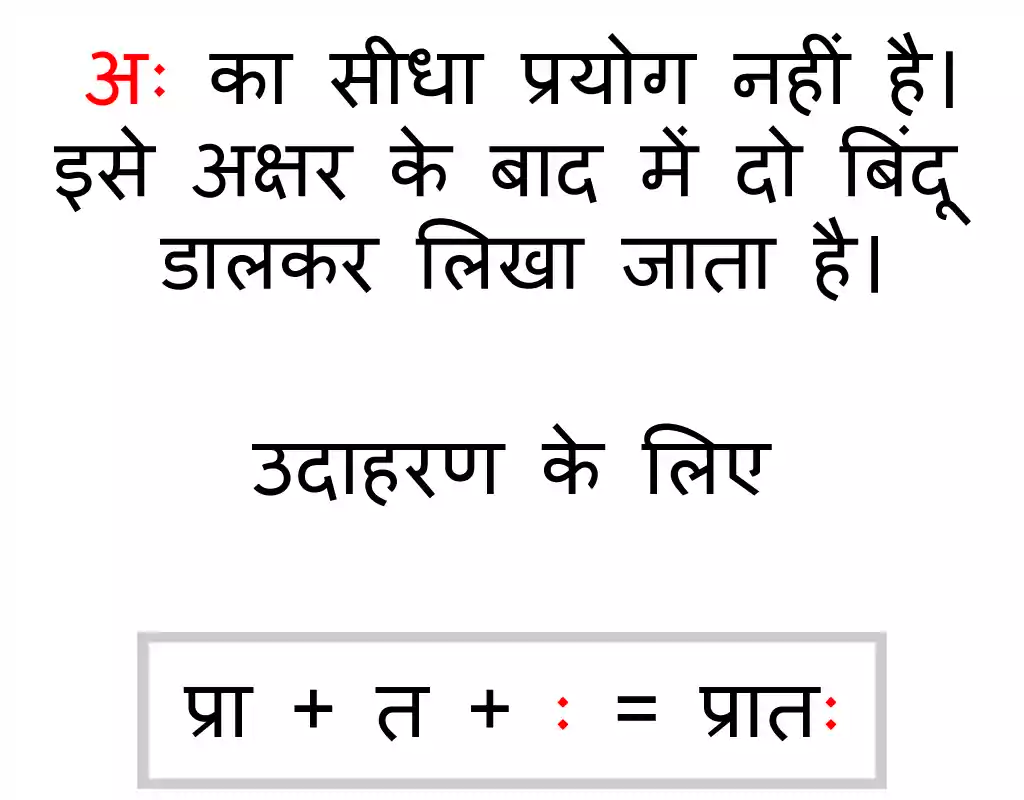 अः का सीधा प्रयोग नहीं है।
इसे अक्षर के बाद में दो बिंदू
डालकर लिखा जाता है।
उदाहरण के लिए
प्रा + त + ः = प्रातः